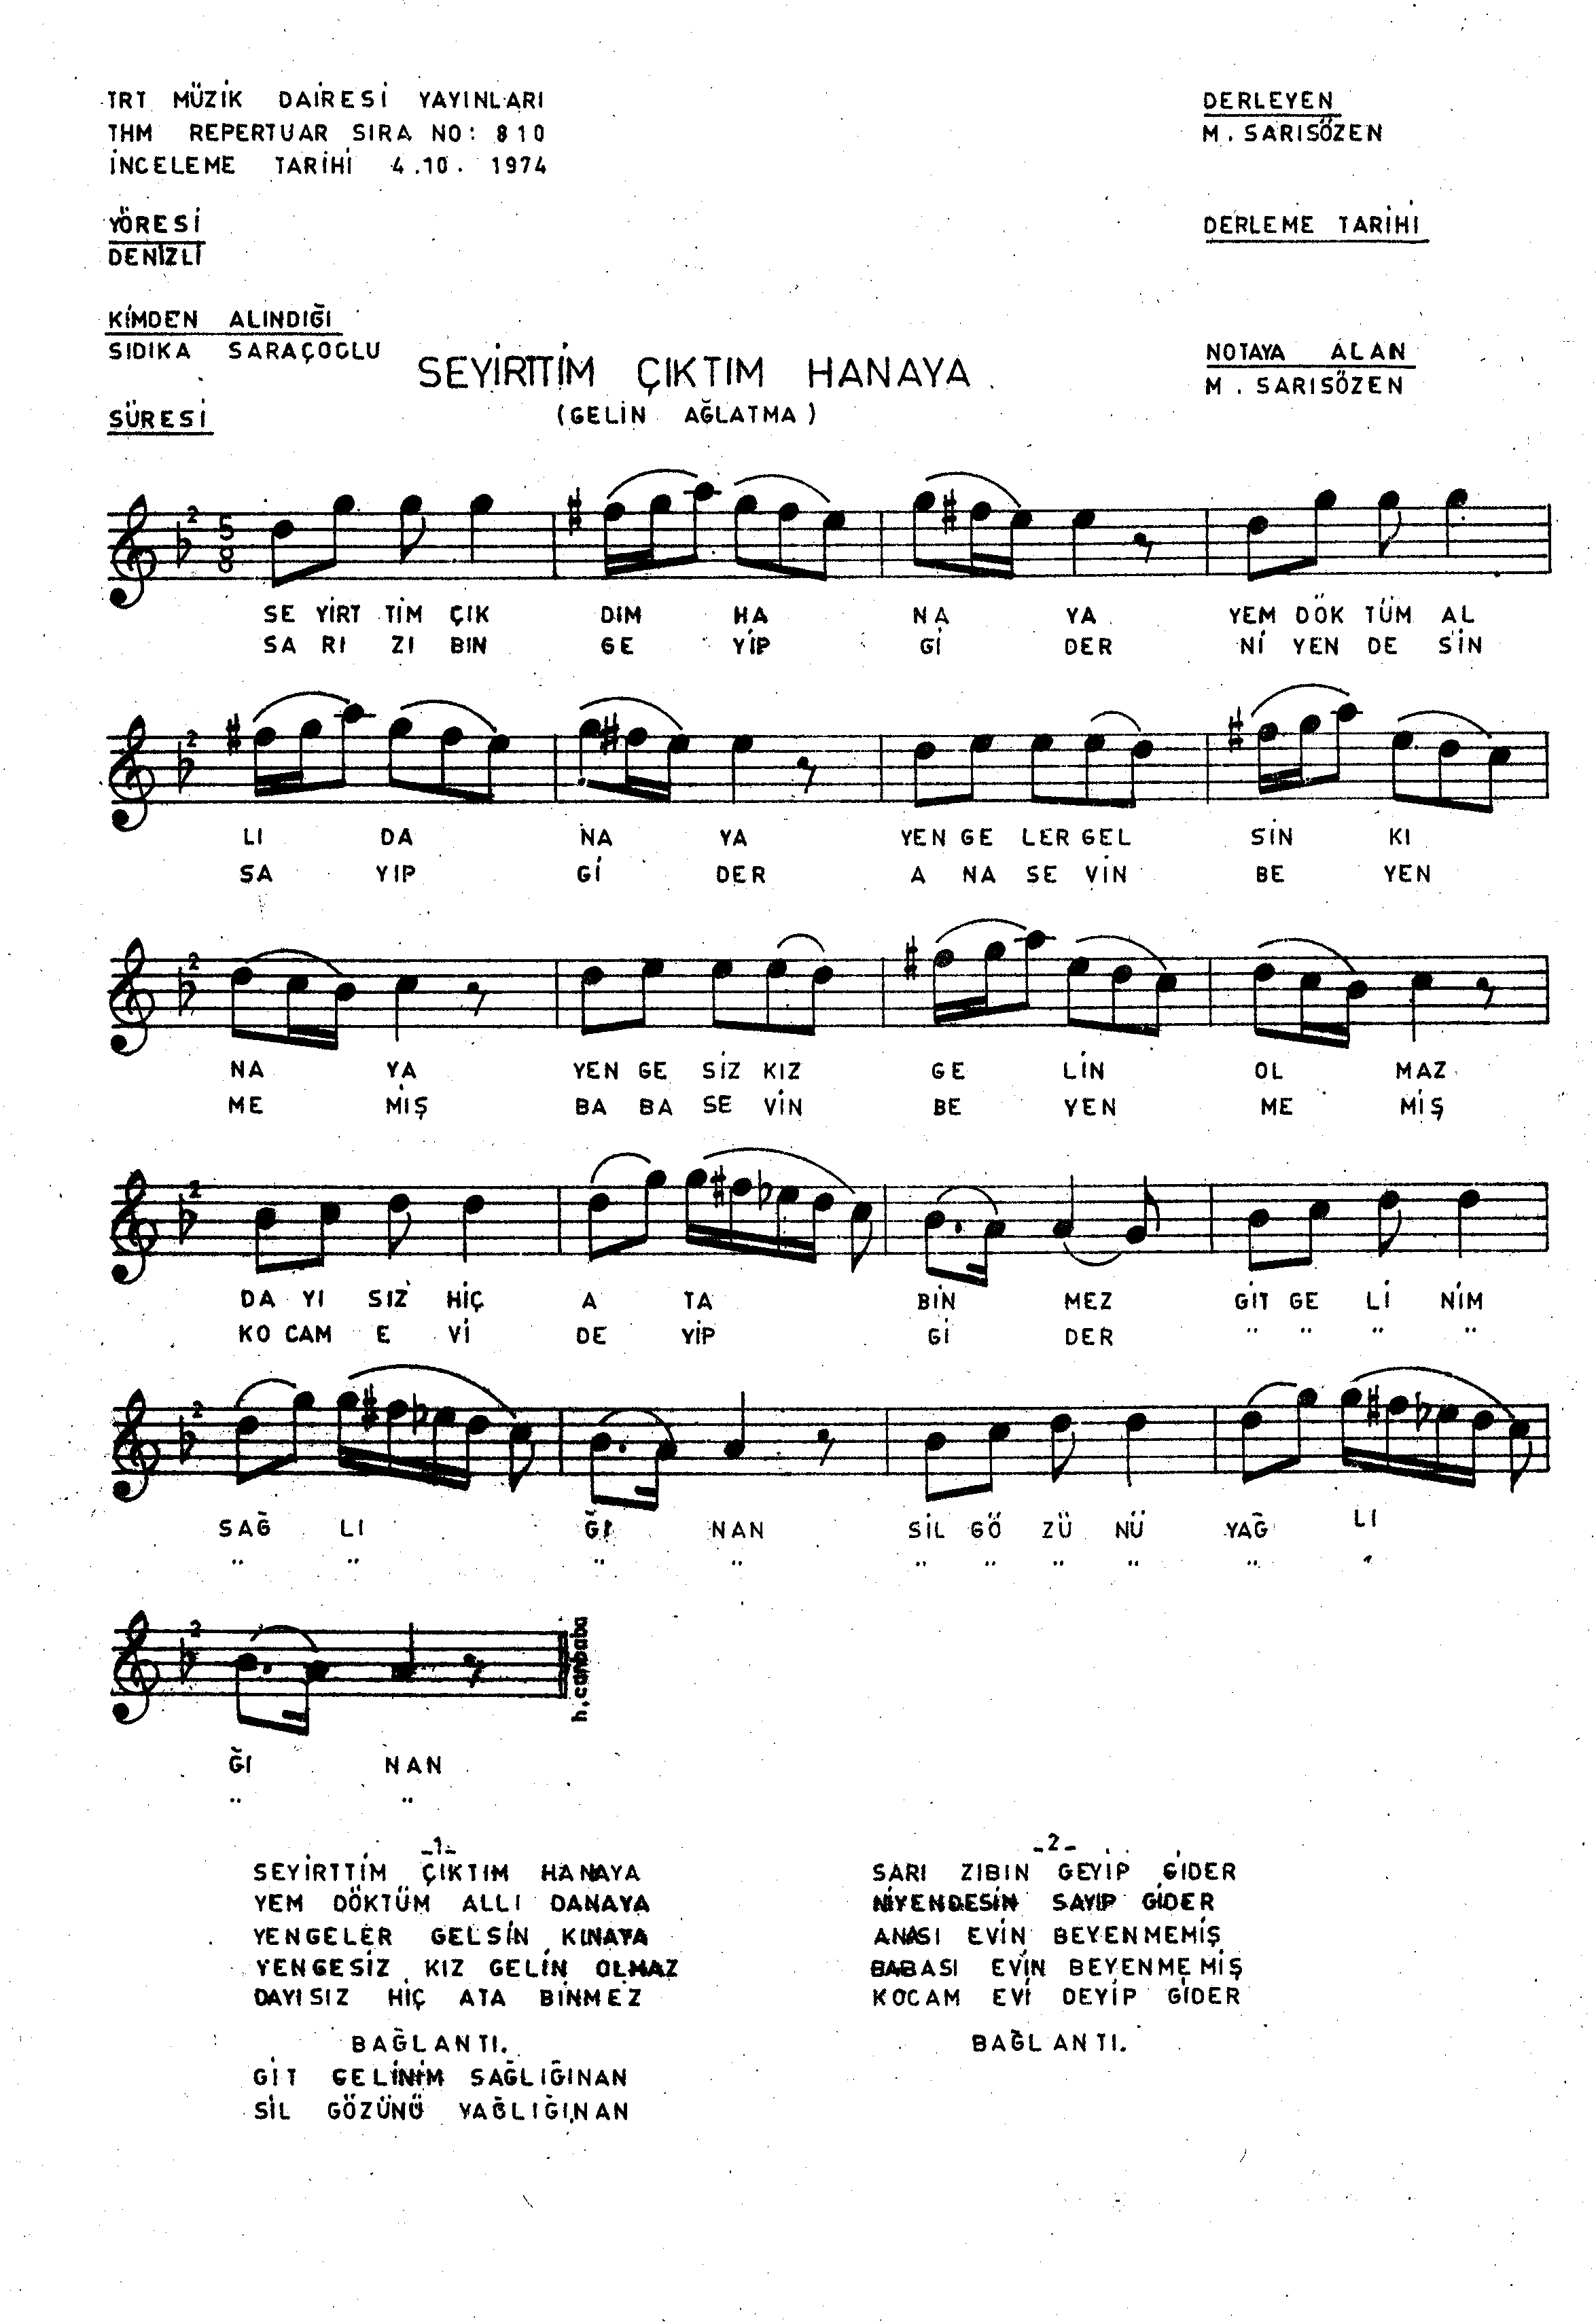 TRT MÜZİK DAİRESİ YAYINLARI
THM REPERTUAR SIRA NO: 810
İNCELEME TARİHİ 4.10. 1974
DERLEYEN
M. SARISÖZEN
YÖRESİ
DENİZLİ
DERLEME TARİHİ
KİMDEN ALINDIĞI
SIDIKA SARAÇOGLU
SEYİRTTİM ÇIKTIM HANAYA
(GELİN AĞLATMA)
NOTAYA ALAN
M. SARISÖZEN
SÜRESİ
2 5 8
SE YİRT TİM ÇIK DIM HA NA YA YEM DÖK TÜM AL
SA RI ZI BIN GE YİP Gİ DER Nİ YEN DE SİN
2
LI DA NA YA YEN GE LER GEL SİN KI
SA YIP Gİ DER A NA SE VİN BE YEN
2
NA YA YEN GE SİZ KIZ GE LİN OL MAZ
ME MİŞ BA BA SE VİN BE YEN ME MİŞ
2
DA YI SIZ HİÇ A TA BİN MEZ GİT GE Lİ NİM
KO CAM E Vİ DE YİP Gİ DER " " " "
2
SAĞ LI ĞI NAN SİL GÖ ZÜ NÜ YAĞ LI
" " " " " " " " " "
2
h.canbaba
ĞI NAN
" "
-1-
SEYİRTTİM ÇIKTIM HANAYA
YEM DÖKTÜM ALLI DANAYA
YENGELER GELSİN KINAYA
YENGESİZ KIZ GELİN OLMAZ
DAYISIZ HİÇ ATA BİNMEZ
BAĞLANTI.
GİT GELİNİM SAĞLIĞINAN
SİL GÖZÜNÜ YAĞLIĞINAN
-2-
SARI ZIBIN GEYİP GİDER
NİYENDESİN SAYIP GİDER
ANASI EVİN BEYENMEMİŞ
BABASI EVİN BEYENMEMİŞ
KOCAM EVİ DEYİP GİDER
BAĞLANTI.